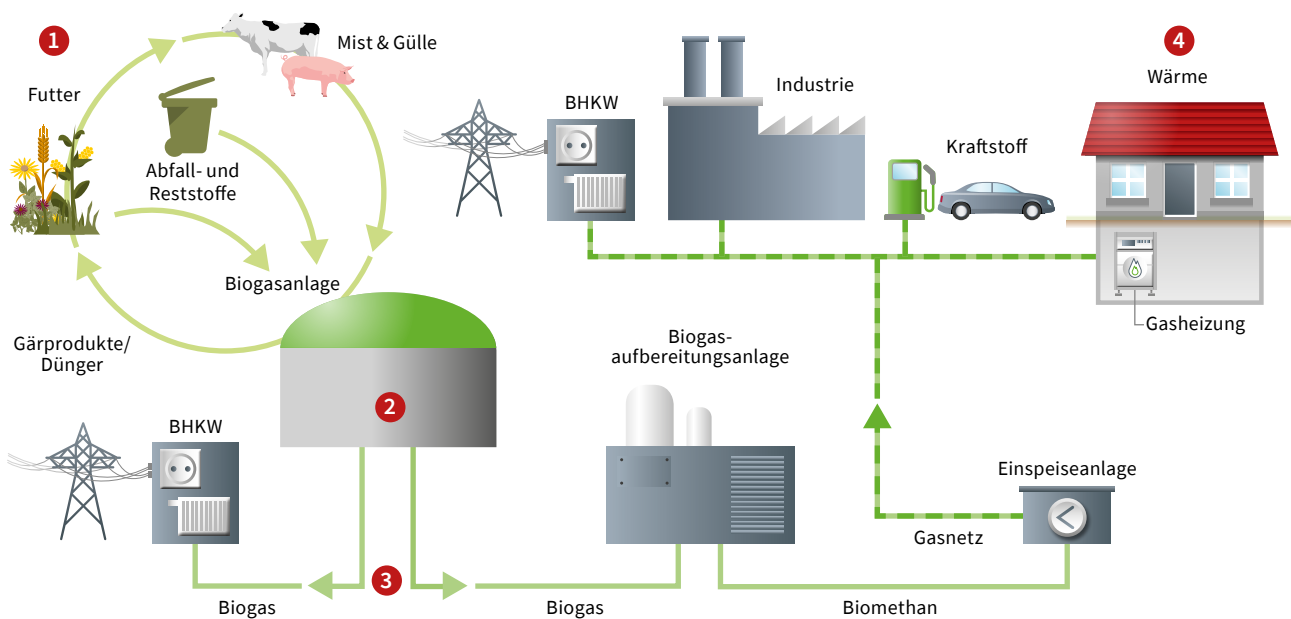 1
Mist & Gülle
Futter
Abfall- und
Reststoffe
Biogasanlage
Gärprodukte/
Dünger
BHKW
Industrie
Kraftstoff
4
Wärme
Gasheizung
2
BHKW
Biogas-
aufbereitungsanlage
Einspeiseanlage
Gasnetz
3
Biogas
Biogas
Biomethan